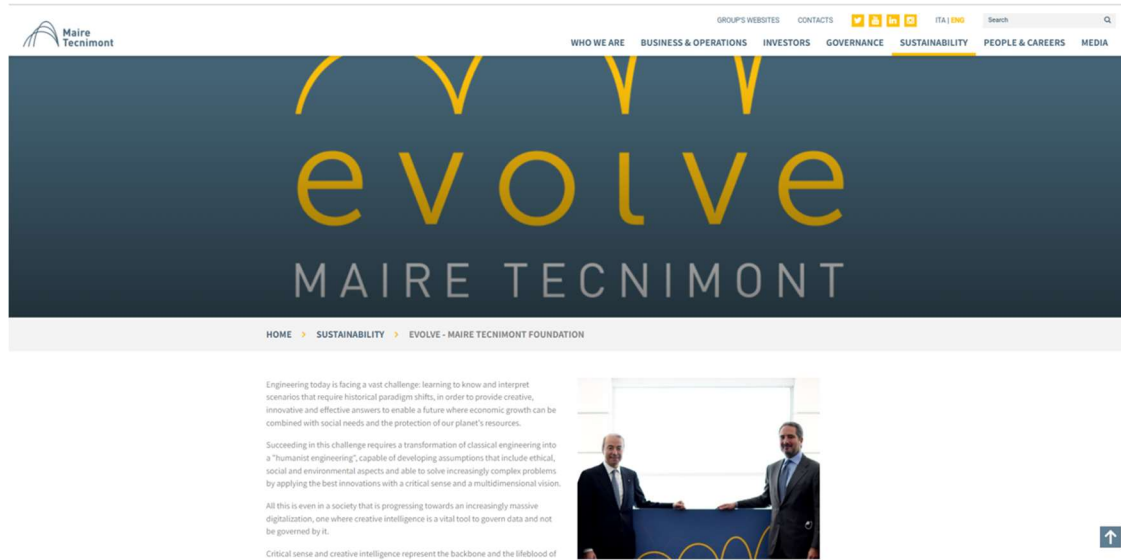 GROUP'S WEBSITES CONTACTS ITA | ENG Search
Maire
Tecnimont
WHO WE ARE BUSINESS & OPERATIONS INVESTORS GOVERNANCE SUSTAINABILITY PEOPLE & CAREERS MEDIA
evolve
MAIRE TECNIMONT
HOME > SUSTAINABILITY > EVOLVE - MAIRE TECNIMONT FOUNDATION
Engineering today is facing a vast challenge: learning to know and interpret
scenarios that require historical paradigm shifts, in order to provide creative,
innovative and effective answers to enable a future where economic growth can be
combined with social needs and the protection of our planet's resources.
Succeeding in this challenge requires a transformation of classical engineering into
a "humanist engineering", capable of developing assumptions that include ethical,
social and environmental aspects and able to solve increasingly complex problems
by applying the best innovations with a critical sense and a multidimensional vision.
All this is even in a society that is progressing towards an increasingly massive
digitalization, one where creative intelligence is a vital tool to govern data and not
be governed by it.
Critical sense and creative intelligence represent the backbone and the lifeblood of